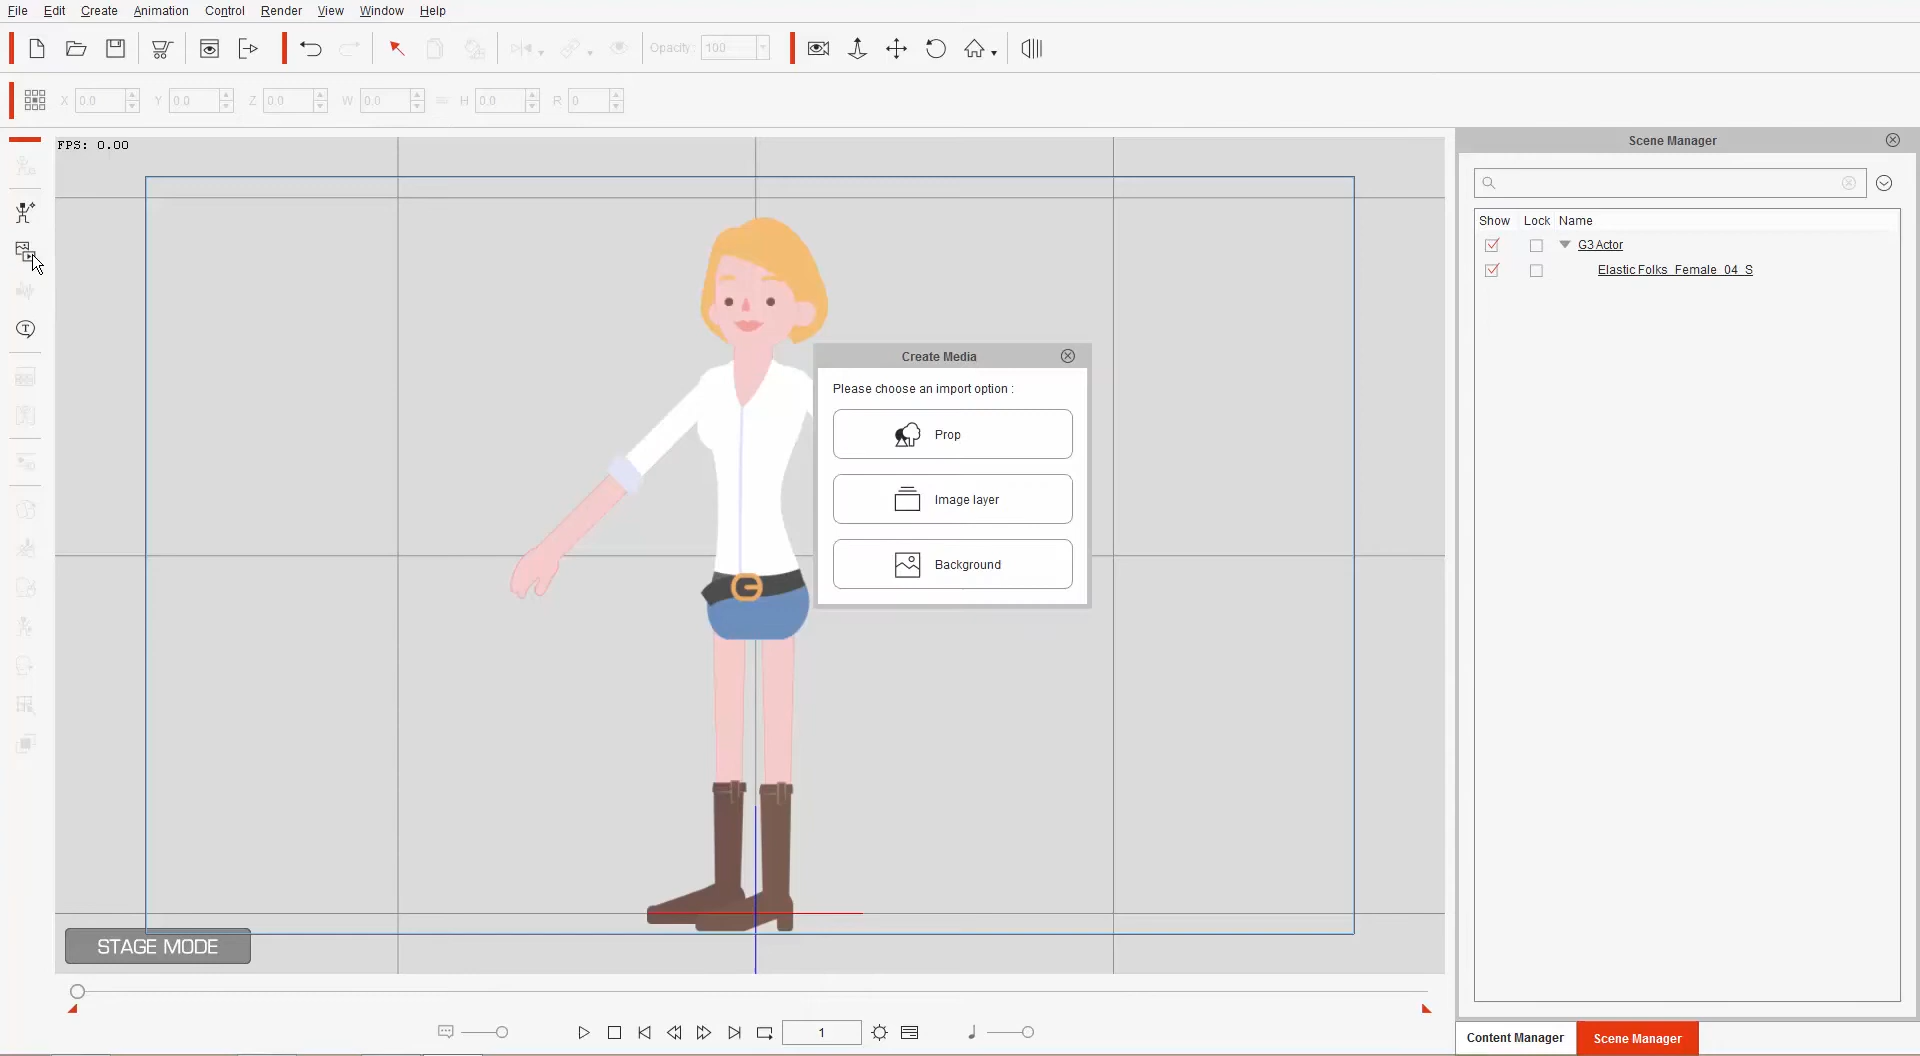 File Edit Create Animation Control Render View Window Help
Opacity: 100
X 0.0 Y 0.0 Z 0.0 W 0.0 H 0.0 R 0
FPS: 0.00
Scene Manager
Show Lock Name
G3 Actor
Elastic Folks_Female_04_S
Create Media
Please choose an import option :
Prop
Image layer
Background
T
STAGE MODE
1
Content Manager Scene Manager